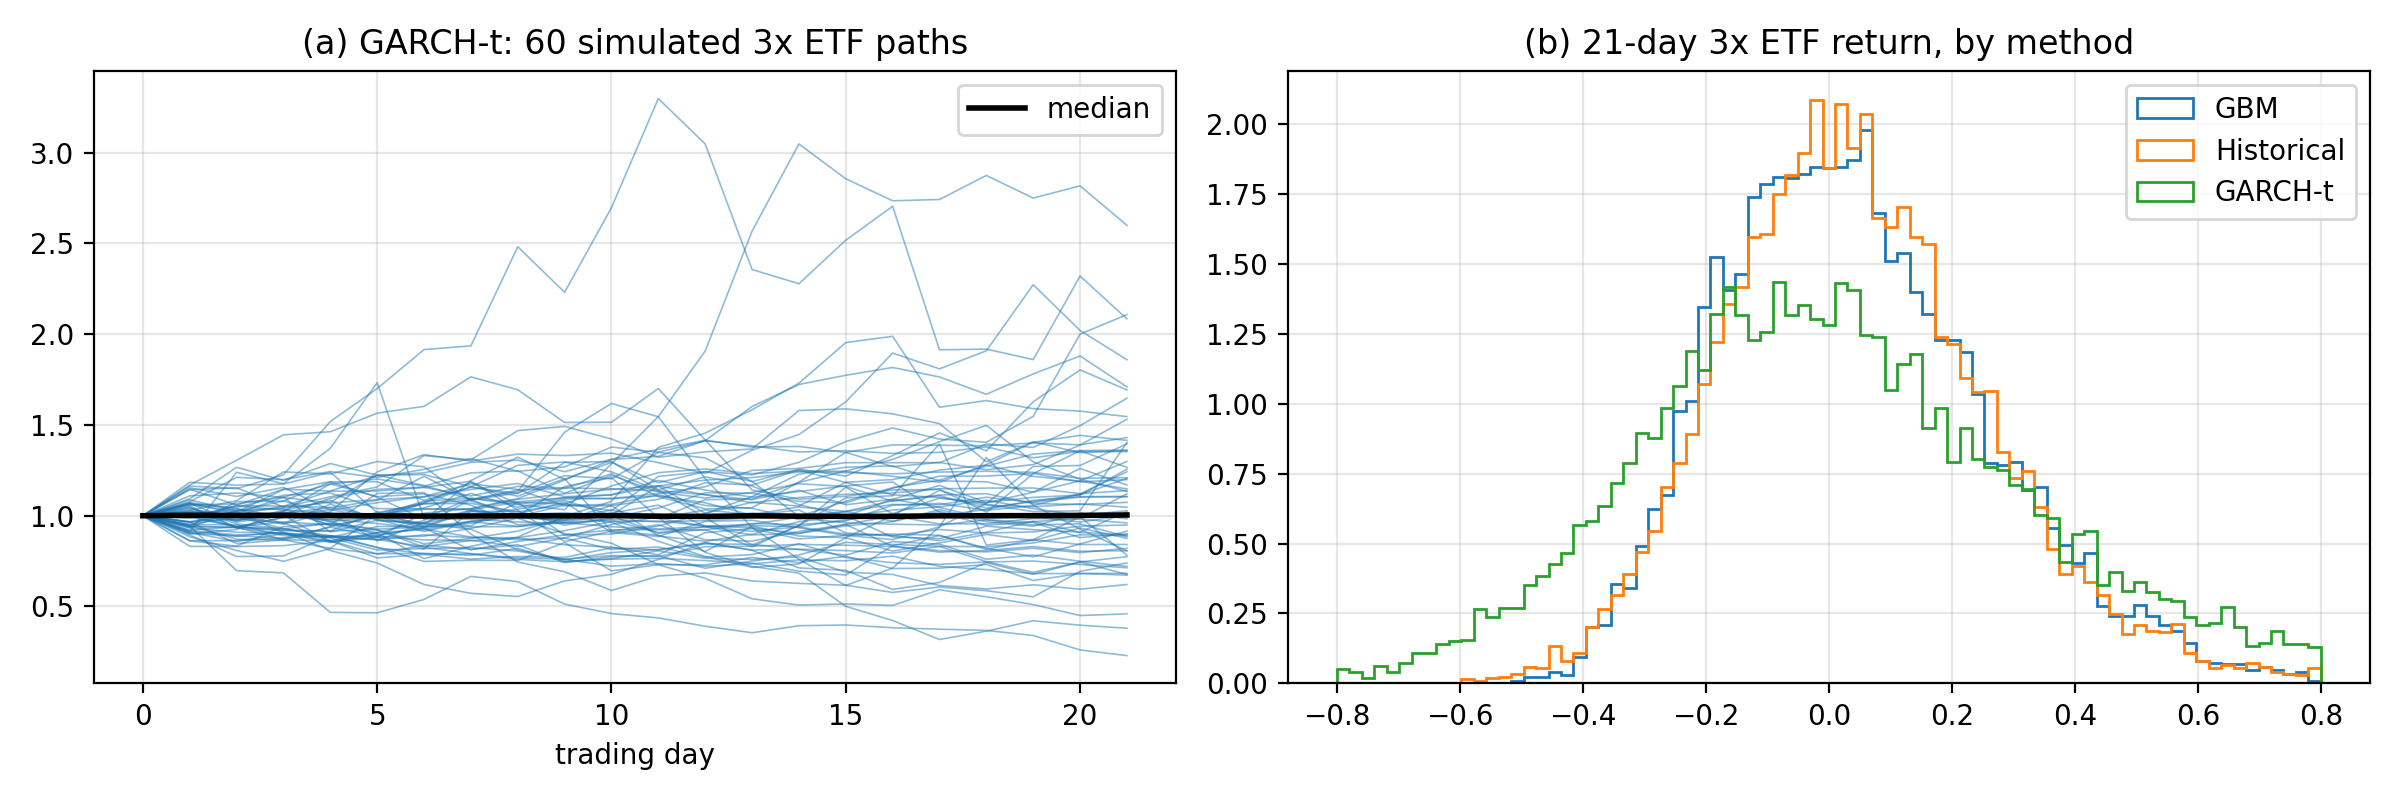 (a) GARCH-t: 60 simulated 3x ETF paths
median
3.0
2.5
2.0
1.5
1.0
0.5
0 5 10 15 20
trading day
(b) 21-day 3x ETF return, by method
GBM
Historical
GARCH-t
2.00
1.75
1.50
1.25
1.00
0.75
0.50
0.25
0.00
−0.8 −0.6 −0.4 −0.2 0.0 0.2 0.4 0.6 0.8